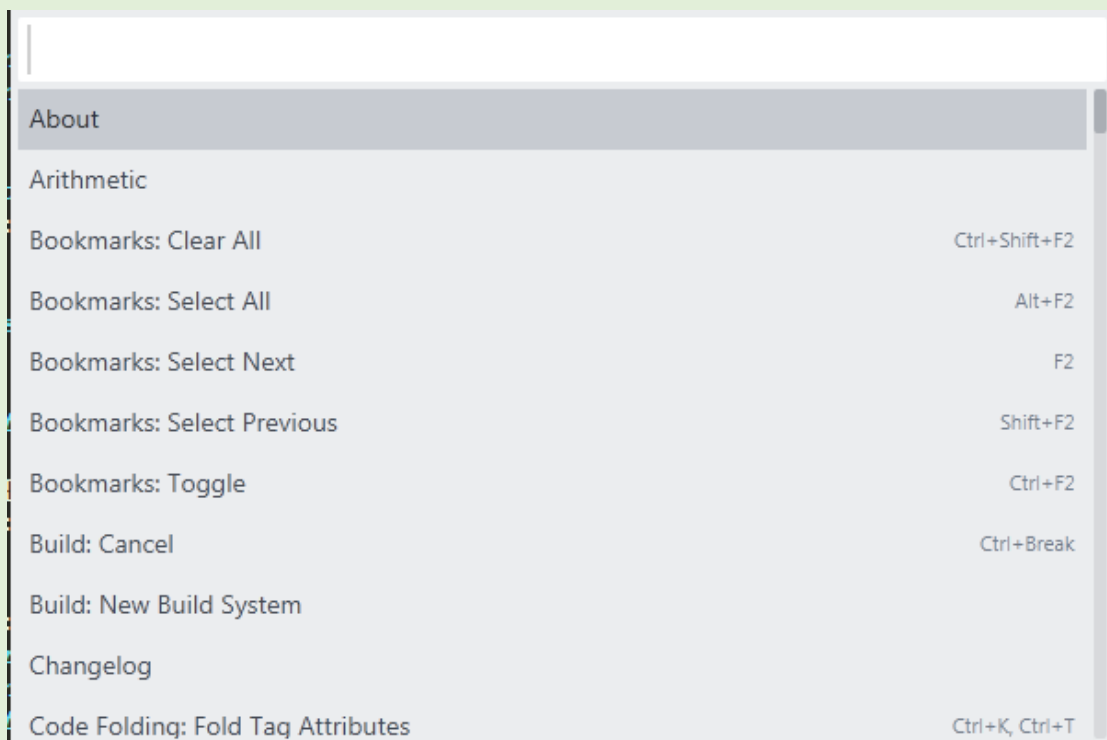 About
Arithmetic
Bookmarks: Clear All Ctrl+Shift+F2
Bookmarks: Select All Alt+F2
Bookmarks: Select Next F2
Bookmarks: Select Previous Shift+F2
Bookmarks: Toggle Ctrl+F2
Build: Cancel Ctrl+Break
Build: New Build System
Changelog
Code Folding: Fold Tag Attributes Ctrl+K, Ctrl+T